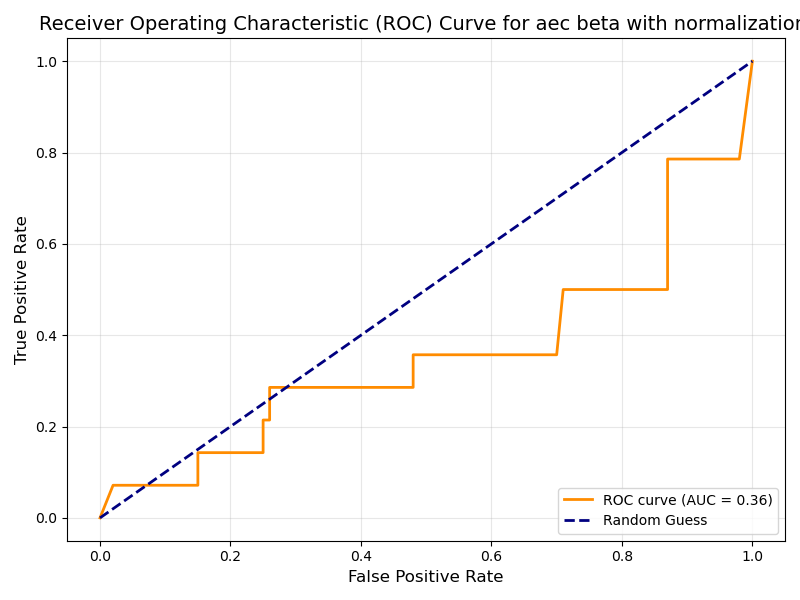 Receiver Operating Characteristic (ROC) Curve for aec beta with normalization
True Positive Rate
1.0
0.8
0.6
0.4
0.2
0.0
ROC curve (AUC = 0.36)
Random Guess
0.0 0.2 0.4 0.6 0.8 1.0
False Positive Rate